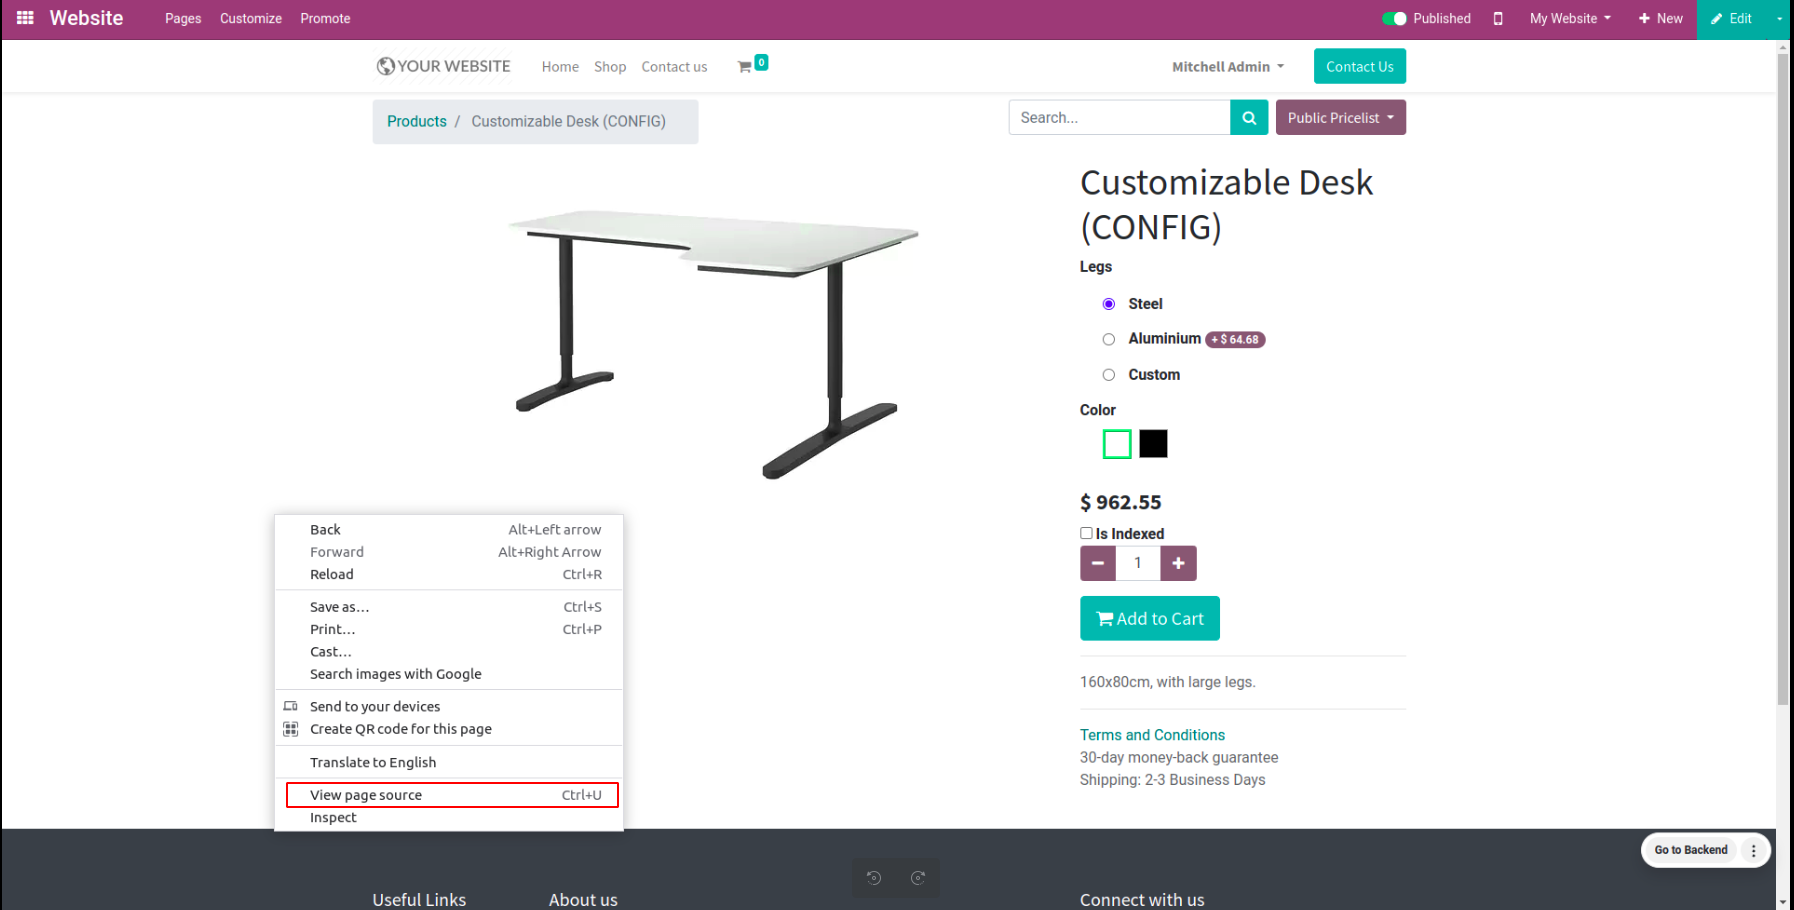 Website Pages Customize Promote Published My Website New Edit
YOUR WEBSITE Home Shop Contact us 0 Mitchell Admin Contact Us
Products / Customizable Desk (CONFIG) Search... Public Pricelist
Customizable Desk
(CONFIG)
Legs
Steel
Aluminium + $ 64.68
Custom
Color
$ 962.55
Is Indexed
1
Add to Cart
160x80cm, with large legs.
Terms and Conditions
30-day money-back guarantee
Shipping: 2-3 Business Days
Back Alt+Left arrow
Forward Alt+Right Arrow
Reload Ctrl+R
Save as... Ctrl+S
Print... Ctrl+P
Cast...
Search images with Google
Send to your devices
Create QR code for this page
Translate to English
View page source Ctrl+U
Inspect
Go to Backend
Useful Links About us Connect with us